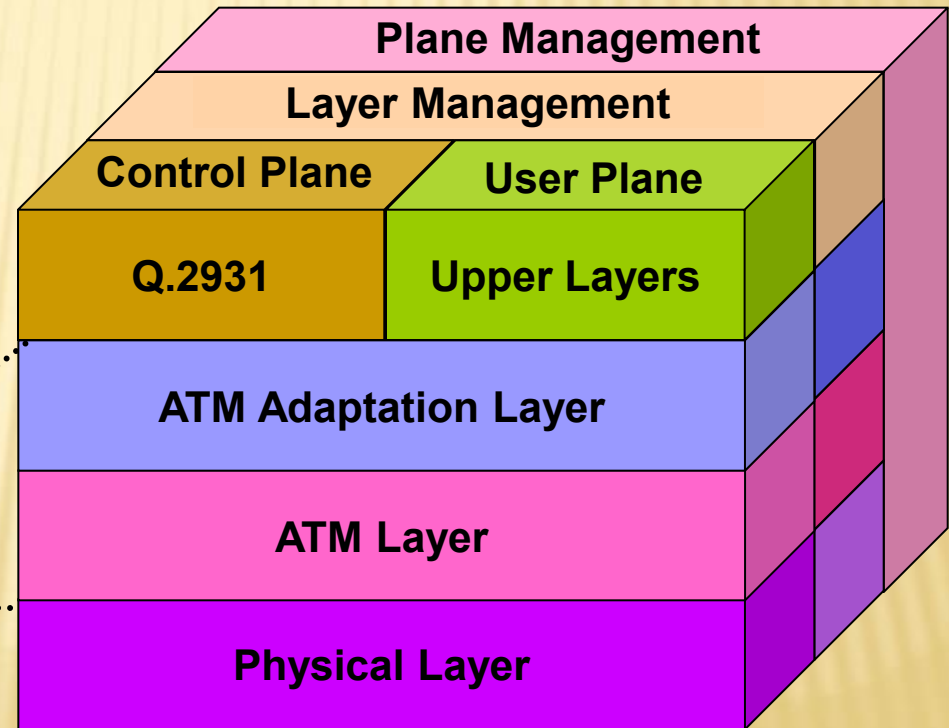 Plane Management
Layer Management
Control Plane
User Plane
Q.2931
Upper Layers
ATM Adaptation Layer
ATM Layer
Physical Layer